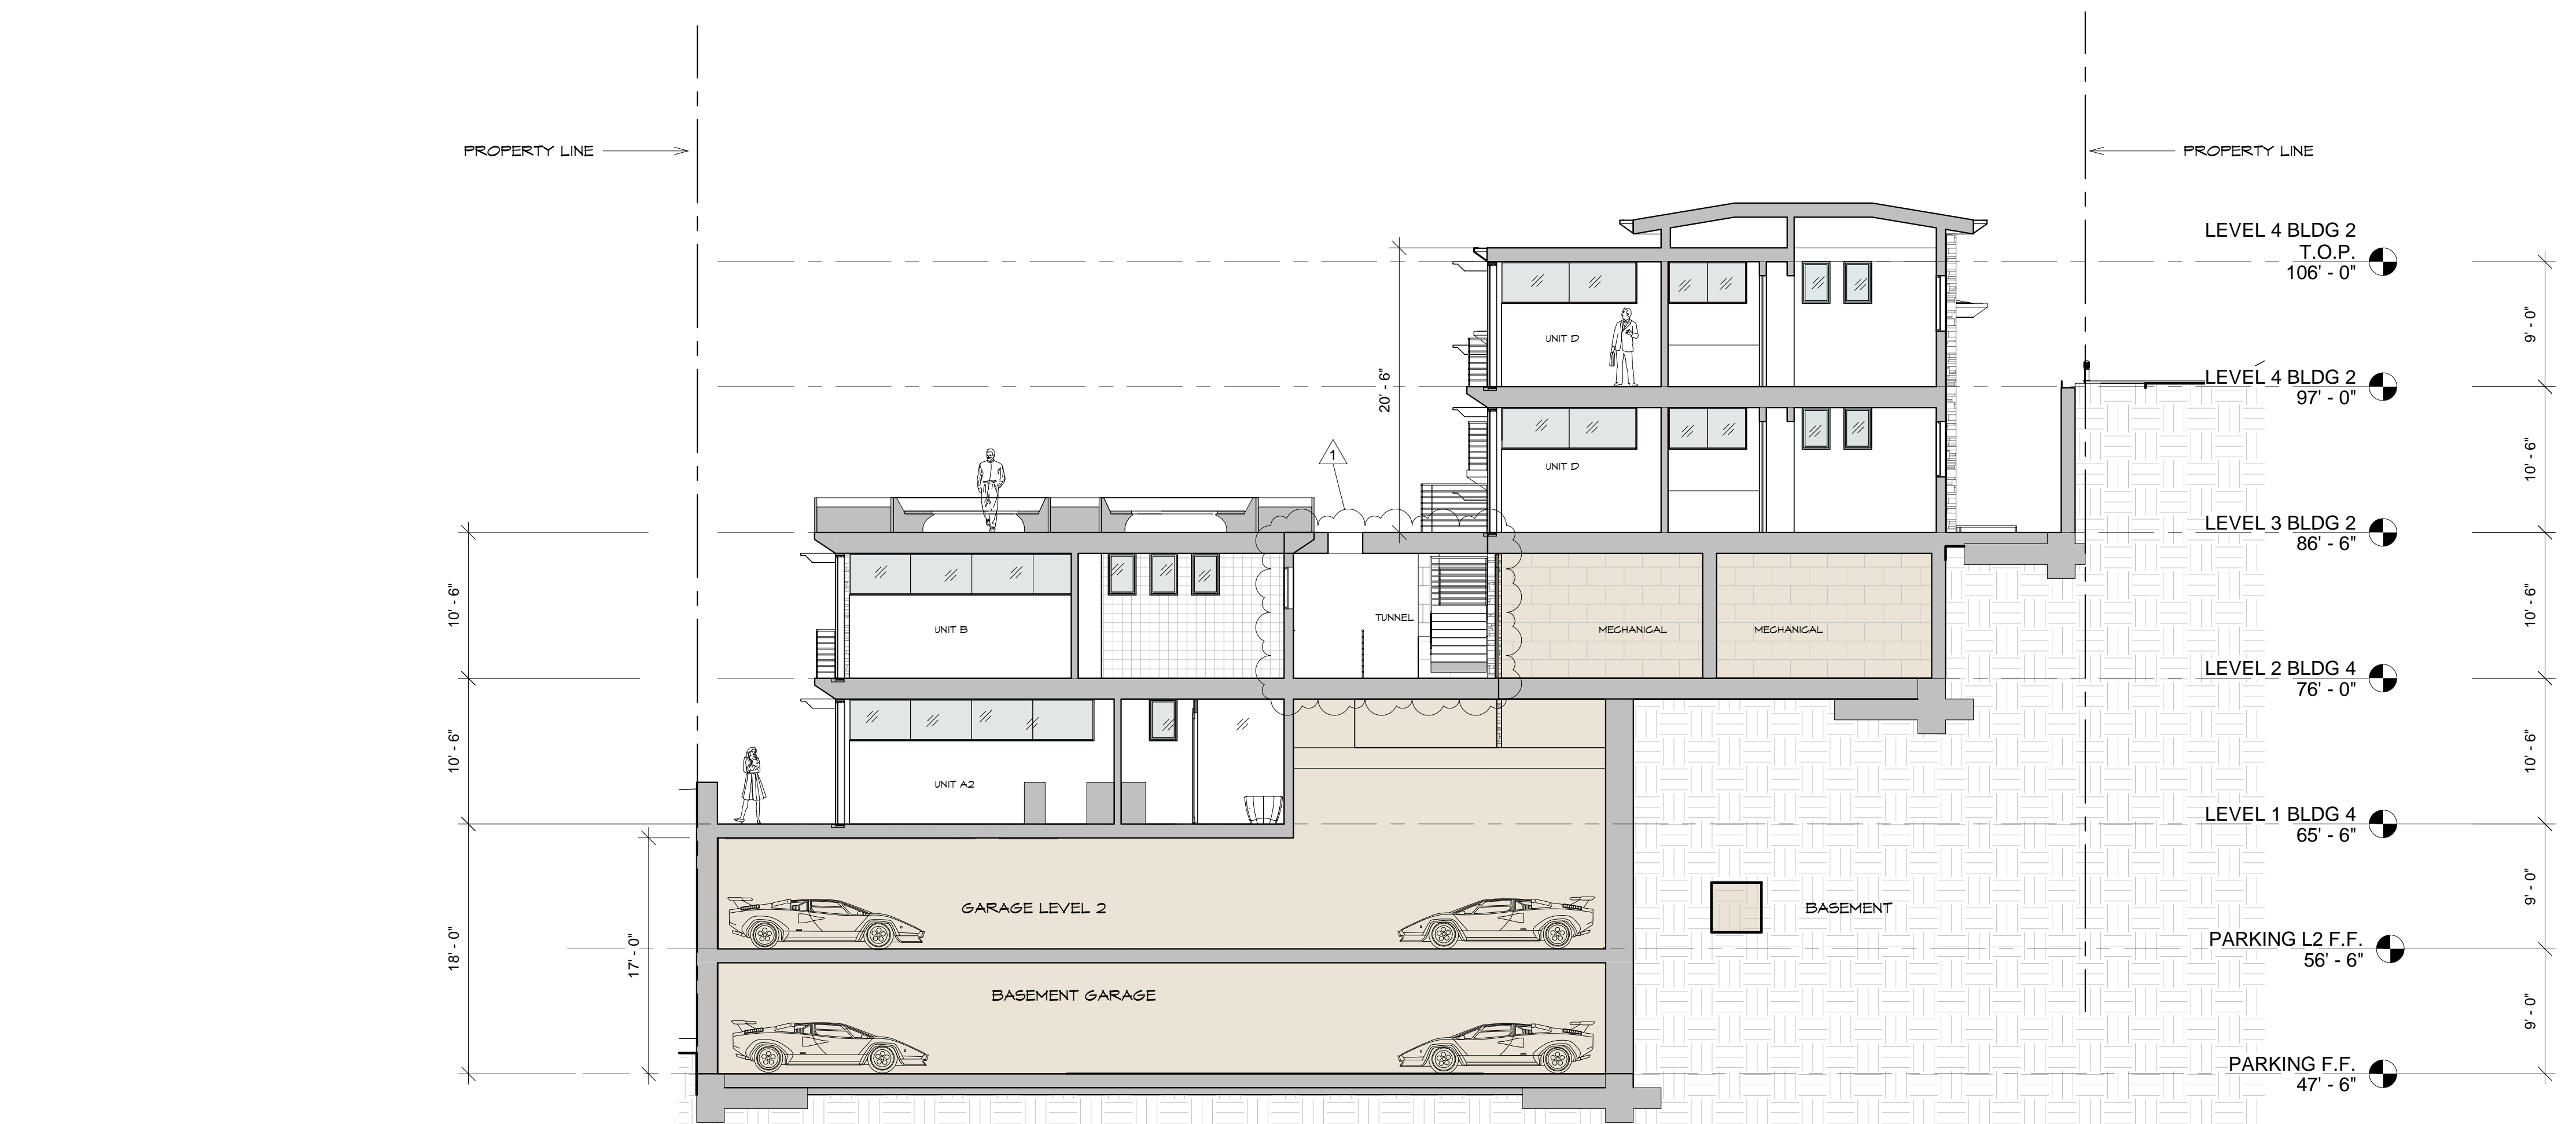 PROPERTY LINE
PROPERTY LINE
LEVEL 4 BLDG 2
T.O.P.
106' - 0"
9' - 0"
UNIT D
20' - 6"
LEVEL 4 BLDG 2
97' - 0"
1
10' - 6"
UNIT D
LEVEL 3 BLDG 2
86' - 6"
10' - 6"
UNIT B
TUNNEL
MECHANICAL
MECHANICAL
10' - 6"
LEVEL 2 BLDG 4
76' - 0"
10' - 6"
UNIT A2
10' - 6"
LEVEL 1 BLDG 4
65' - 6"
GARAGE LEVEL 2
BASEMENT
9' - 0"
18' - 0"
17' - 0"
PARKING L2 F.F.
56' - 6"
BASEMENT GARAGE
9' - 0"
PARKING F.F.
47' - 6"